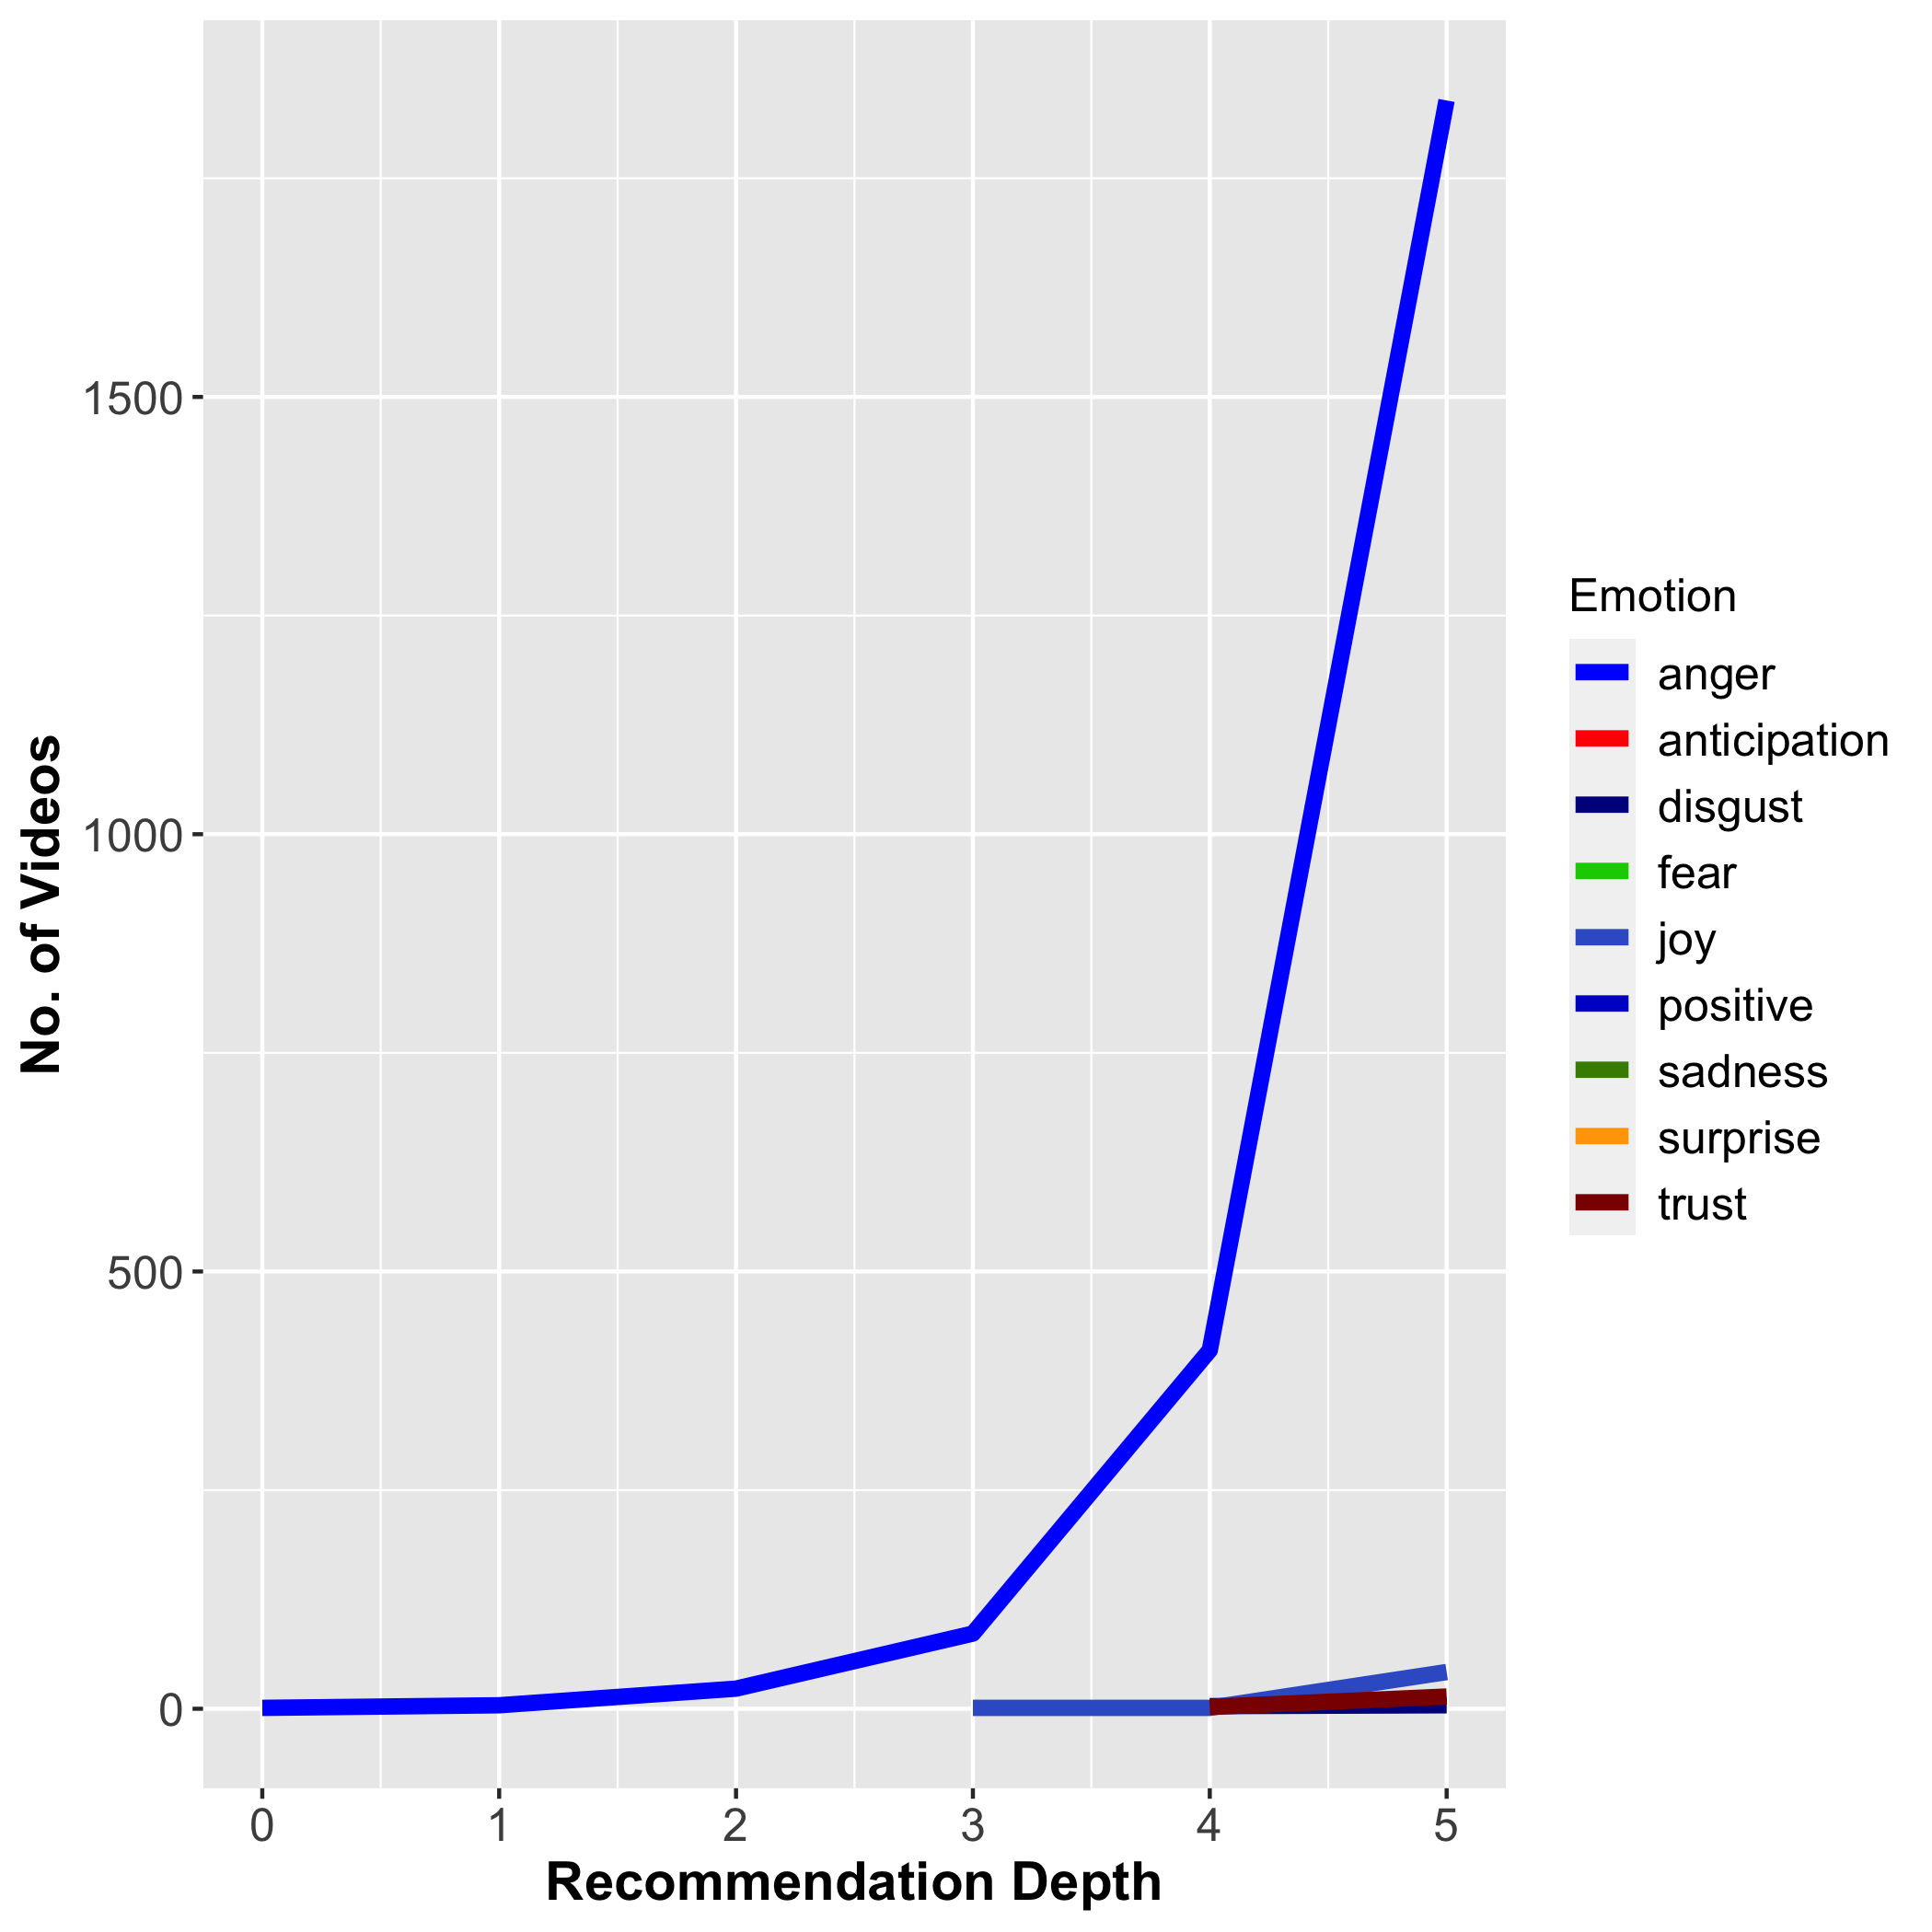 1500
1000
500
0
No. of Videos
0 1 2 3 4 5
Recommendation Depth
Emotion
anger
anticipation
disgust
fear
joy
positive
sadness
surprise
trust